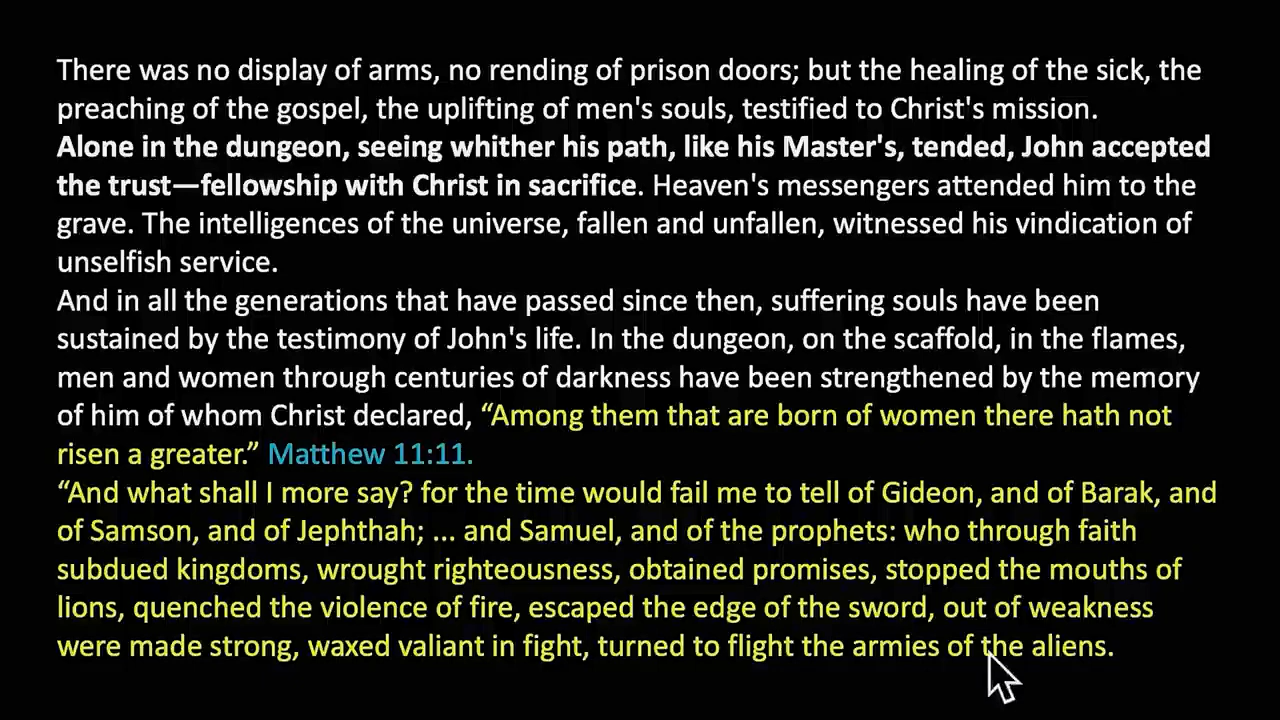 There was no display of arms, no rending of prison doors; but the healing of the sick, the
preaching of the gospel, the uplifting of men's souls, testified to Christ's mission.
Alone in the dungeon, seeing whither his path, like his Master's, tended, John accepted
the trust—fellowship with Christ in sacrifice. Heaven's messengers attended him to the
grave. The intelligences of the universe, fallen and unfallen, witnessed his vindication of
unselfish service.
And in all the generations that have passed since then, suffering souls have been
sustained by the testimony of John's life. In the dungeon, on the scaffold, in the flames,
men and women through centuries of darkness have been strengthened by the memory
of him of whom Christ declared, “Among them that are born of women there hath not
risen a greater.” Matthew 11:11.
“And what shall I more say? for the time would fail me to tell of Gideon, and of Barak, and
of Samson, and of Jephthah; ... and Samuel, and of the prophets: who through faith
subdued kingdoms, wrought righteousness, obtained promises, stopped the mouths of
lions, quenched the violence of fire, escaped the edge of the sword, out of weakness
were made strong, waxed valiant in fight, turned to flight the armies of the aliens.